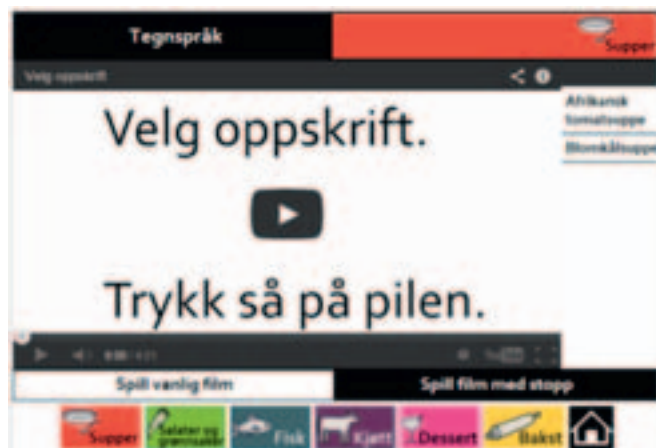 Tegnspråk
Supper
Velg oppskrift
Velg oppskrift.
Afrikansk
tomatsuppe
Blomkålsuppe
Trykk så på pilen.
Spill vanlig film
Spill film med stopp
Supper
Salater og
grønnsaker
Fisk
Kjøtt
Dessert
Bakst